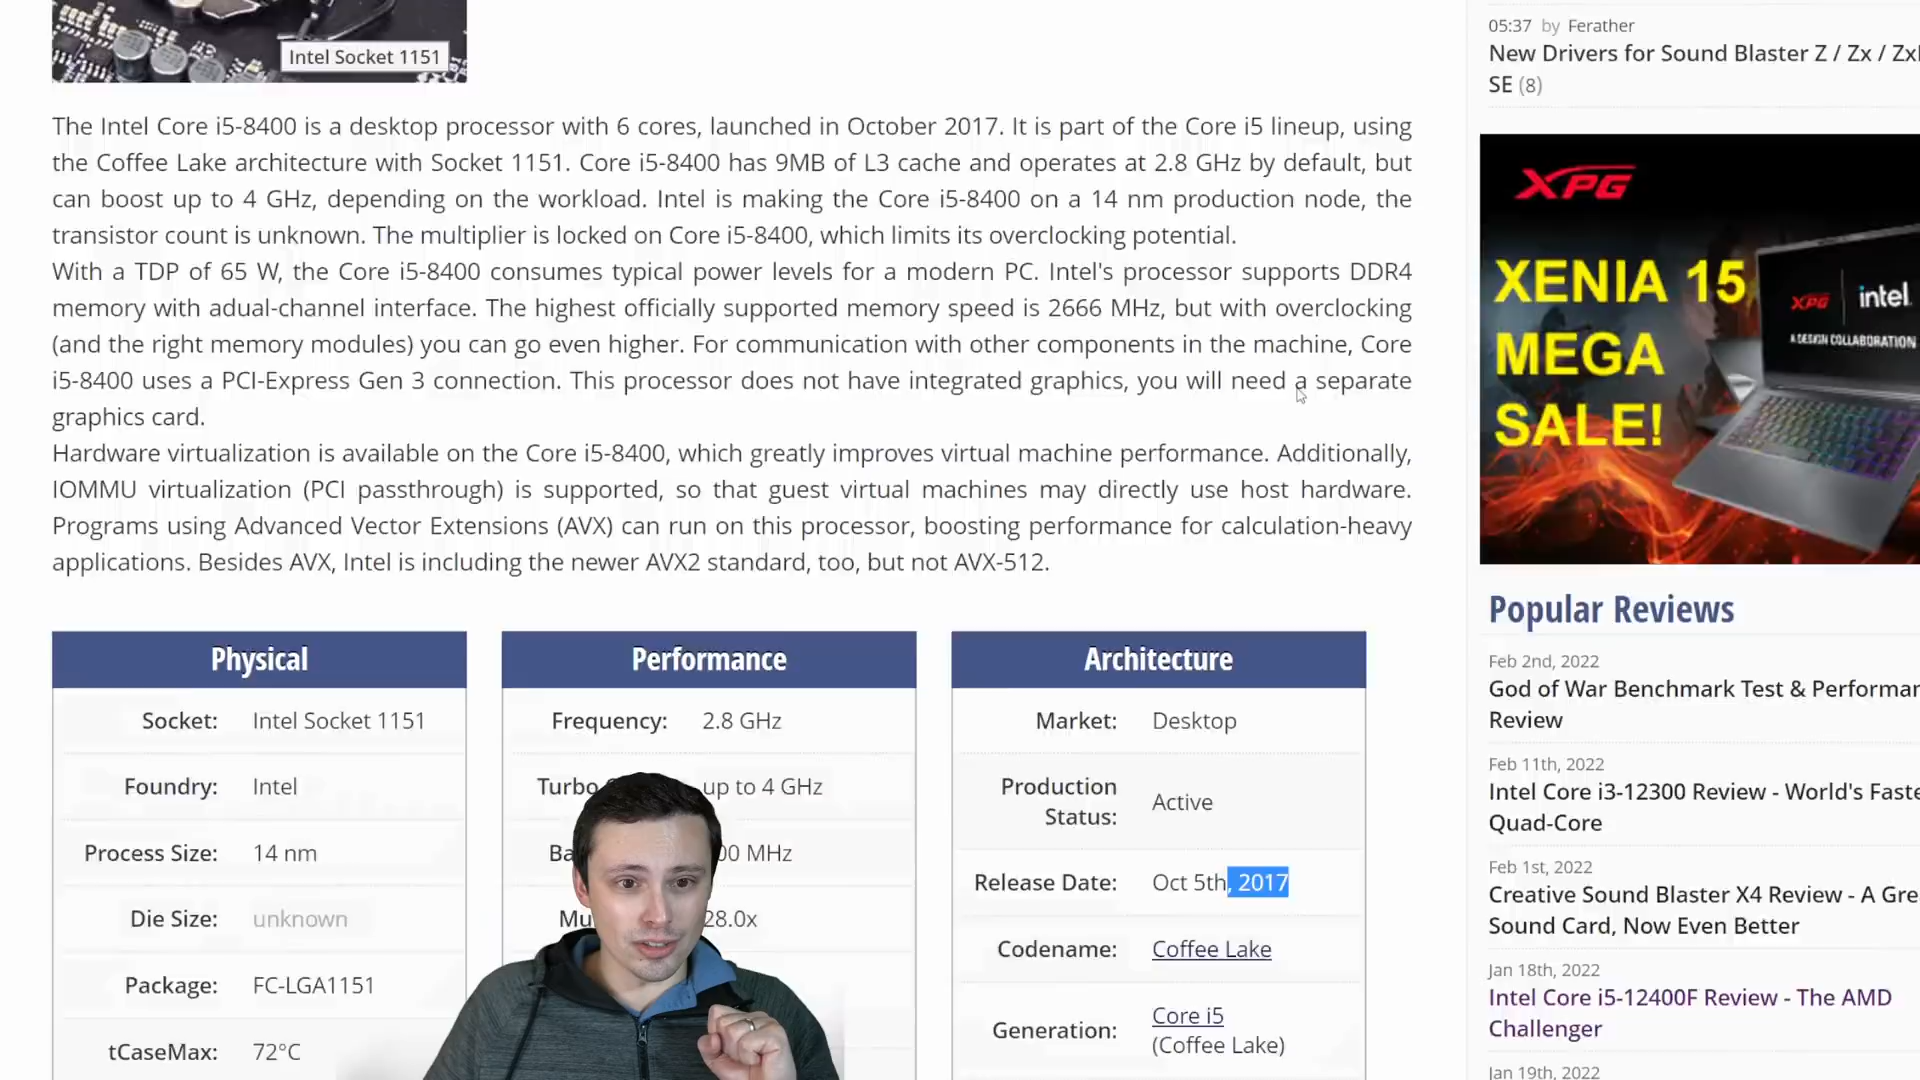 Intel Socket 1151
The Intel Core i5-8400 is a desktop processor with 6 cores, launched in October 2017. It is part of the Core i5 lineup, using
the Coffee Lake architecture with Socket 1151. Core i5-8400 has 9MB of L3 cache and operates at 2.8 GHz by default, but
can boost up to 4 GHz, depending on the workload. Intel is making the Core i5-8400 on a 14 nm production node, the
transistor count is unknown. The multiplier is locked on Core i5-8400, which limits its overclocking potential.
With a TDP of 65 W, the Core i5-8400 consumes typical power levels for a modern PC. Intel's processor supports DDR4
memory with adual-channel interface. The highest officially supported memory speed is 2666 MHz, but with overclocking
(and the right memory modules) you can go even higher. For communication with other components in the machine, Core
i5-8400 uses a PCI-Express Gen 3 connection. This processor does not have integrated graphics, you will need a separate
graphics card.
Hardware virtualization is available on the Core i5-8400, which greatly improves virtual machine performance. Additionally,
IOMMU virtualization (PCI passthrough) is supported, so that guest virtual machines may directly use host hardware.
Programs using Advanced Vector Extensions (AVX) can run on this processor, boosting performance for calculation-heavy
applications. Besides AVX, Intel is including the newer AVX2 standard, too, but not AVX-512.
Physical
Socket: Intel Socket 1151
Foundry: Intel
Process Size: 14 nm
Die Size: unknown
Package: FC-LGA1151
tCaseMax: 72°C
Performance
Frequency: 2.8 GHz
Turbo up to 4 GHz
Ba 00 MHz
Mu 28.0x
Architecture
Market: Desktop
Production
Status: Active
Release Date: Oct 5th, 2017
Codename: Coffee Lake
Generation: Core i5
(Coffee Lake)
05:37 by Ferather
New Drivers for Sound Blaster Z / Zx / Zx
SE (8)
XPG
XENIA 15
MEGA
SALE!
XPG intel
A DESIGN COLLABORATION
Popular Reviews
Feb 2nd, 2022
God of War Benchmark Test & Performa
Review
Feb 11th, 2022
Intel Core i3-12300 Review - World's Faste
Quad-Core
Feb 1st, 2022
Creative Sound Blaster X4 Review - A Gre
Sound Card, Now Even Better
Jan 18th, 2022
Intel Core i5-12400F Review - The AMD
Challenger
Jan 19th, 2022